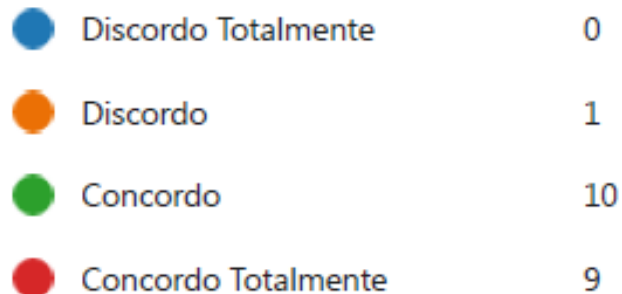 Discordo Totalmente 0
Discordo 1
Concordo 10
Concordo Totalmente 9